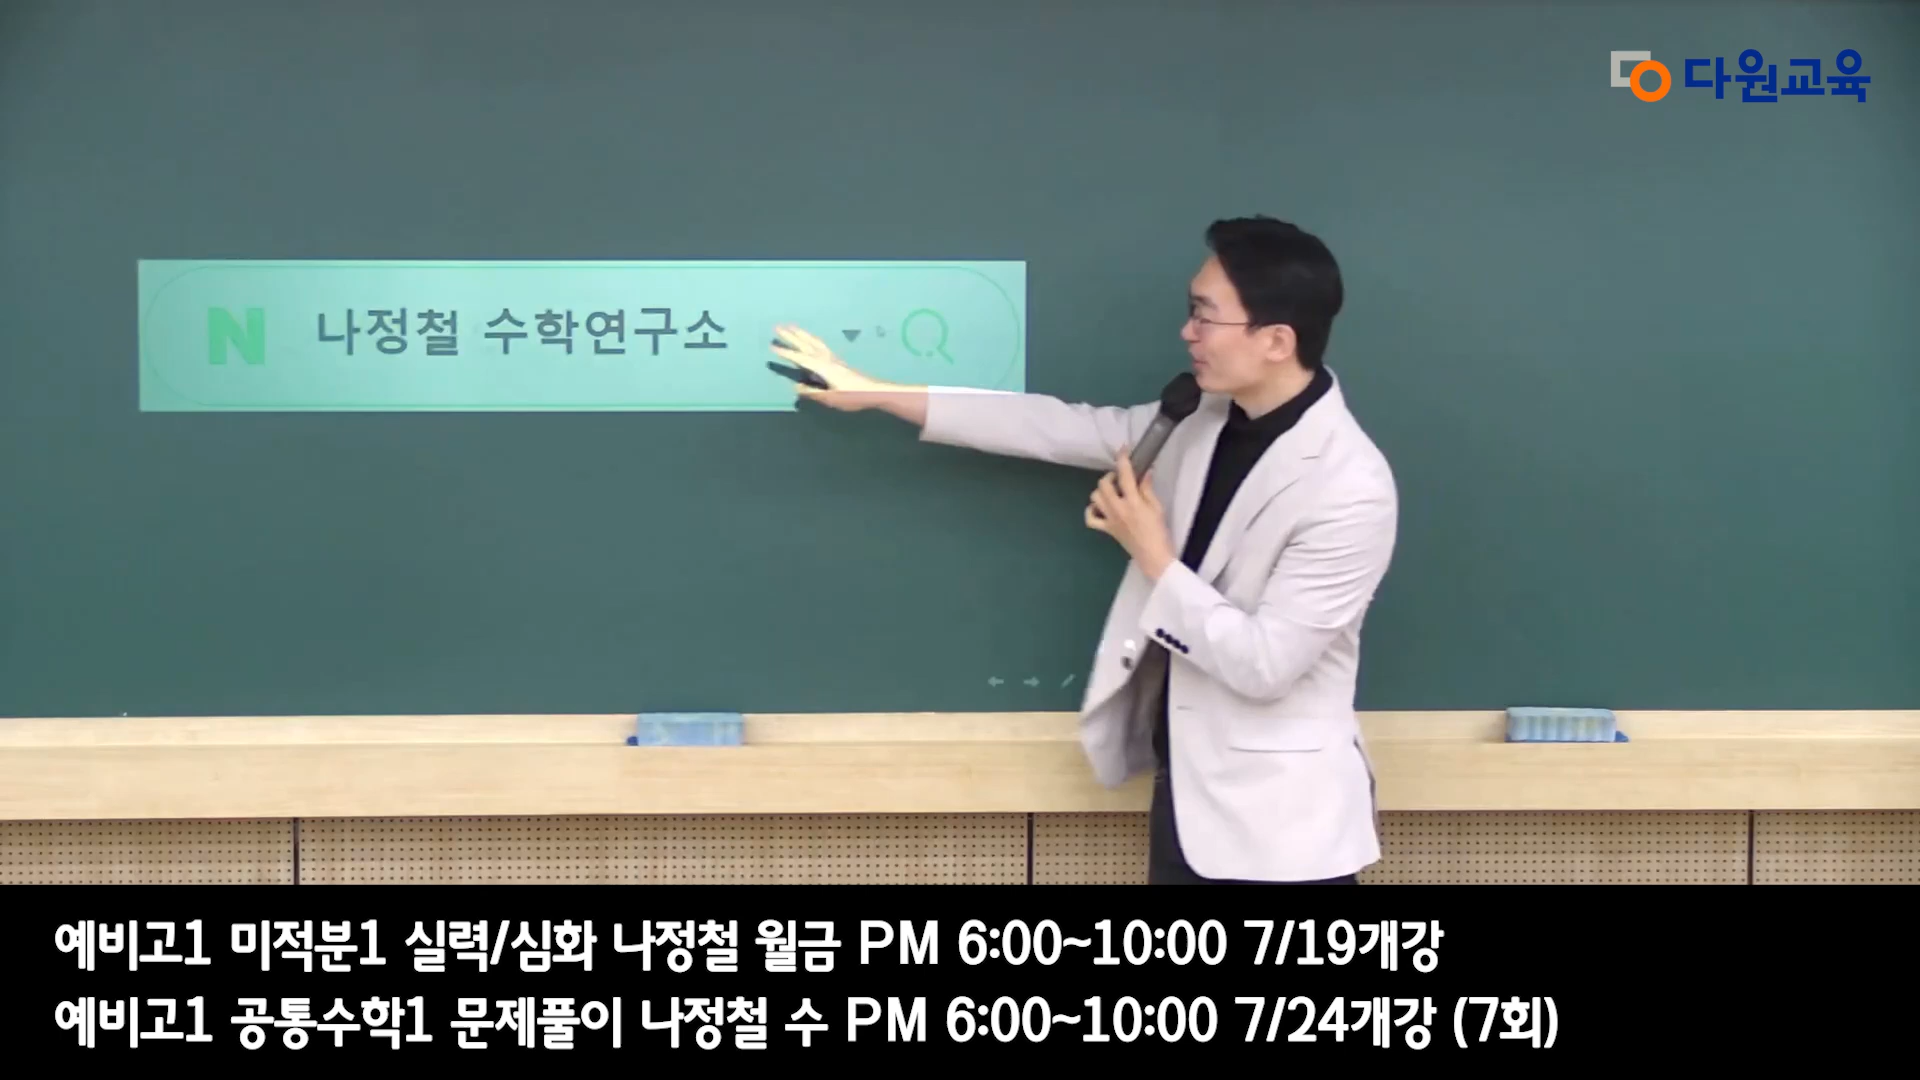 다원교육
N 나정철 수학연구소
예비고1 미적분1 실력/심화 나정철 월금 PM 6:00~10:00 7/19개강
예비고1 공통수학1 문제풀이 나정철 수 PM 6:00~10:00 7/24개강 (7회)